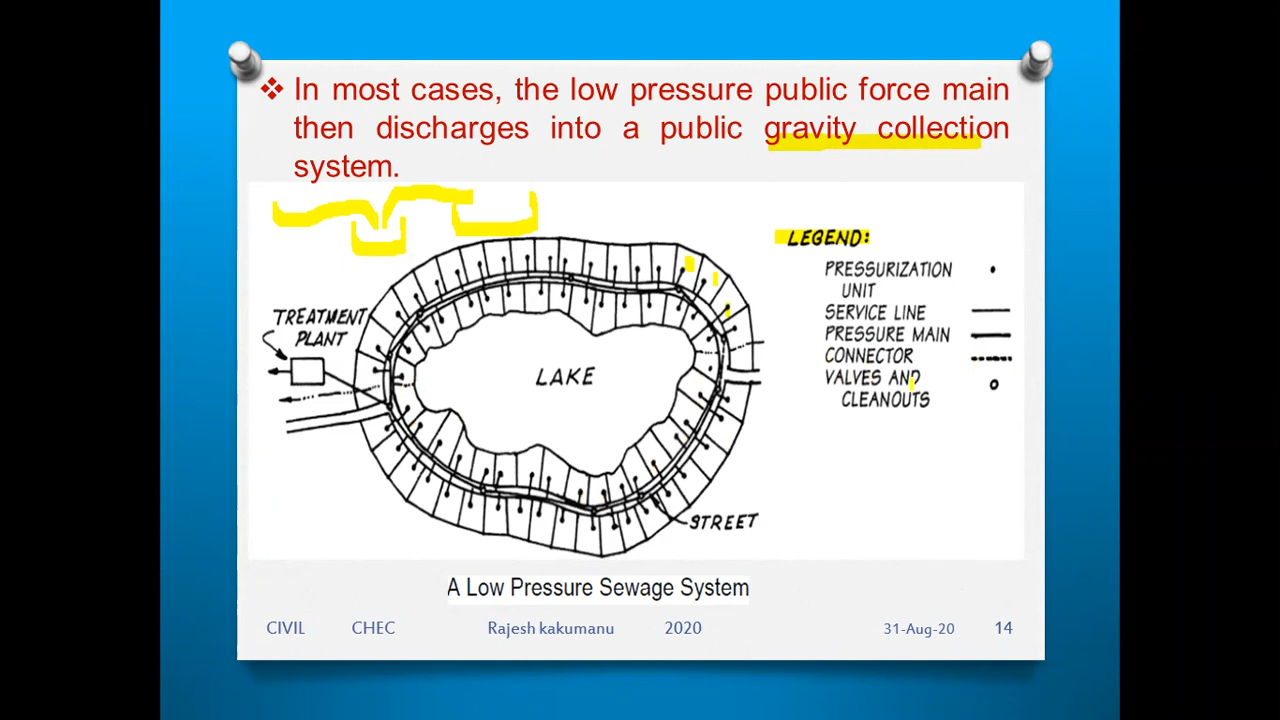 ❖ In most cases, the low pressure public force main
then discharges into a public gravity collection
system.
LEGEND:
PRESSURIZATION
UNIT
SERVICE LINE
PRESSURE MAIN
CONNECTOR
VALVES AND
CLEANOUTS
TREATMENT
PLANT
LAKE
STREET
A Low Pressure Sewage System
CIVIL CHEC Rajesh kakumanu 2020 31-Aug-20 14